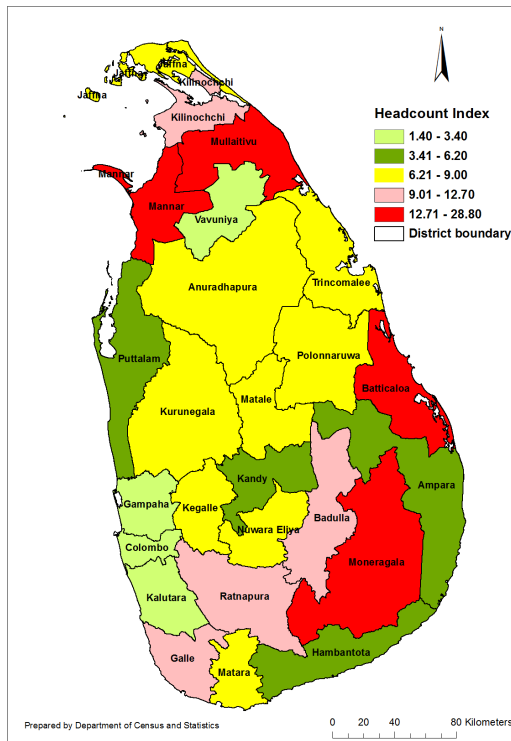 N
Jaffna
Jaffna
Kilinochchi
Jaffna
Headcount Index
1.40 - 3.40
3.41 - 6.20
6.21 - 9.00
9.01 - 12.70
12.71 - 28.80
District boundary
Kilinochchi
Mullaitivu
Mannar
Mannar
Vavuniya
Anuradhapura
Trincomalee
Puttalam
Polonnaruwa
Batticaloa
Kurunegala
Matale
Kandy
Ampara
Gampaha
Kegalle
Badulla
Nuwara Eliya
Colombo
Moneragala
Kalutara
Ratnapura
Galle
Hambantota
Matara
Prepared by Department of Census and Statistics
0 20 40 80 Kilometers